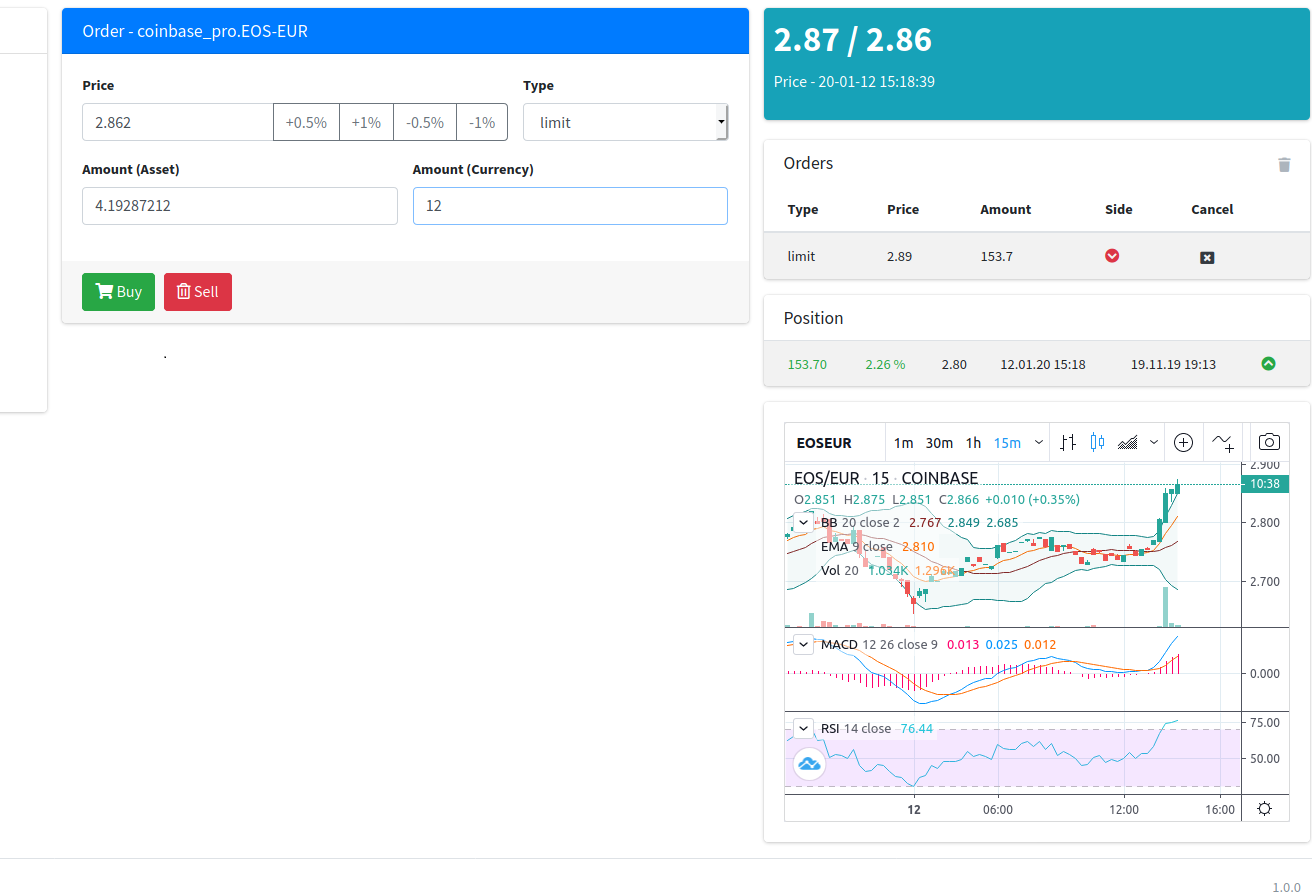 Order - coinbase_pro.EOS-EUR
Price
Type
2.862 +0.5% +1% -0.5% -1% limit
Amount (Asset)
Amount (Currency)
4.19287212
12
Buy Sell
.
2.87 / 2.86
Price - 20-01-12 15:18:39
Orders
Type Price Amount Side Cancel
limit 2.89 153.7
Position
153.70 2.26 % 2.80 12.01.20 15:18 19.11.19 19:13
EOSEUR 1m 30m 1h 15m
2.900
EOS/EUR · 15 · COINBASE
10:38
O2.851 H2.875 L2.851 C2.866 +0.010 (+0.35%)
BB 20 close 2 2.767 2.849 2.685
2.800
EMA 9 close 2.810
Vol 20 1.034K 1.296K
2.700
MACD 12 26 close 9 0.013 0.025 0.012
0.000
RSI 14 close 76.44
75.00
50.00
12 06:00 12:00 16:00
1.0.0